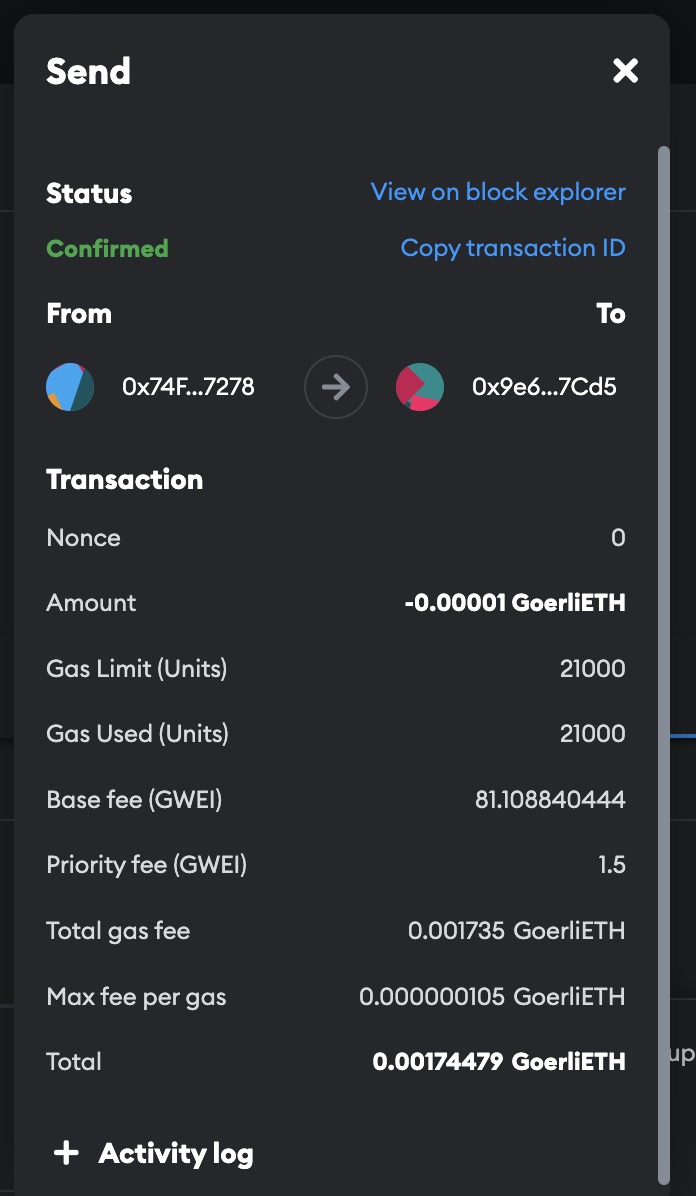 Send
Status View on block explorer
Confirmed Copy transaction ID
From To
0x74F...7278 0x9e6...7Cd5
Transaction
Nonce 0
Amount -0.00001 GoerliETH
Gas Limit (Units) 21000
Gas Used (Units) 21000
Base fee (GWEI) 81.108840444
Priority fee (GWEI) 1.5
Total gas fee 0.001735 GoerliETH
Max fee per gas 0.000000105 GoerliETH
Total 0.00174479 GoerliETH
up
+ Activity log